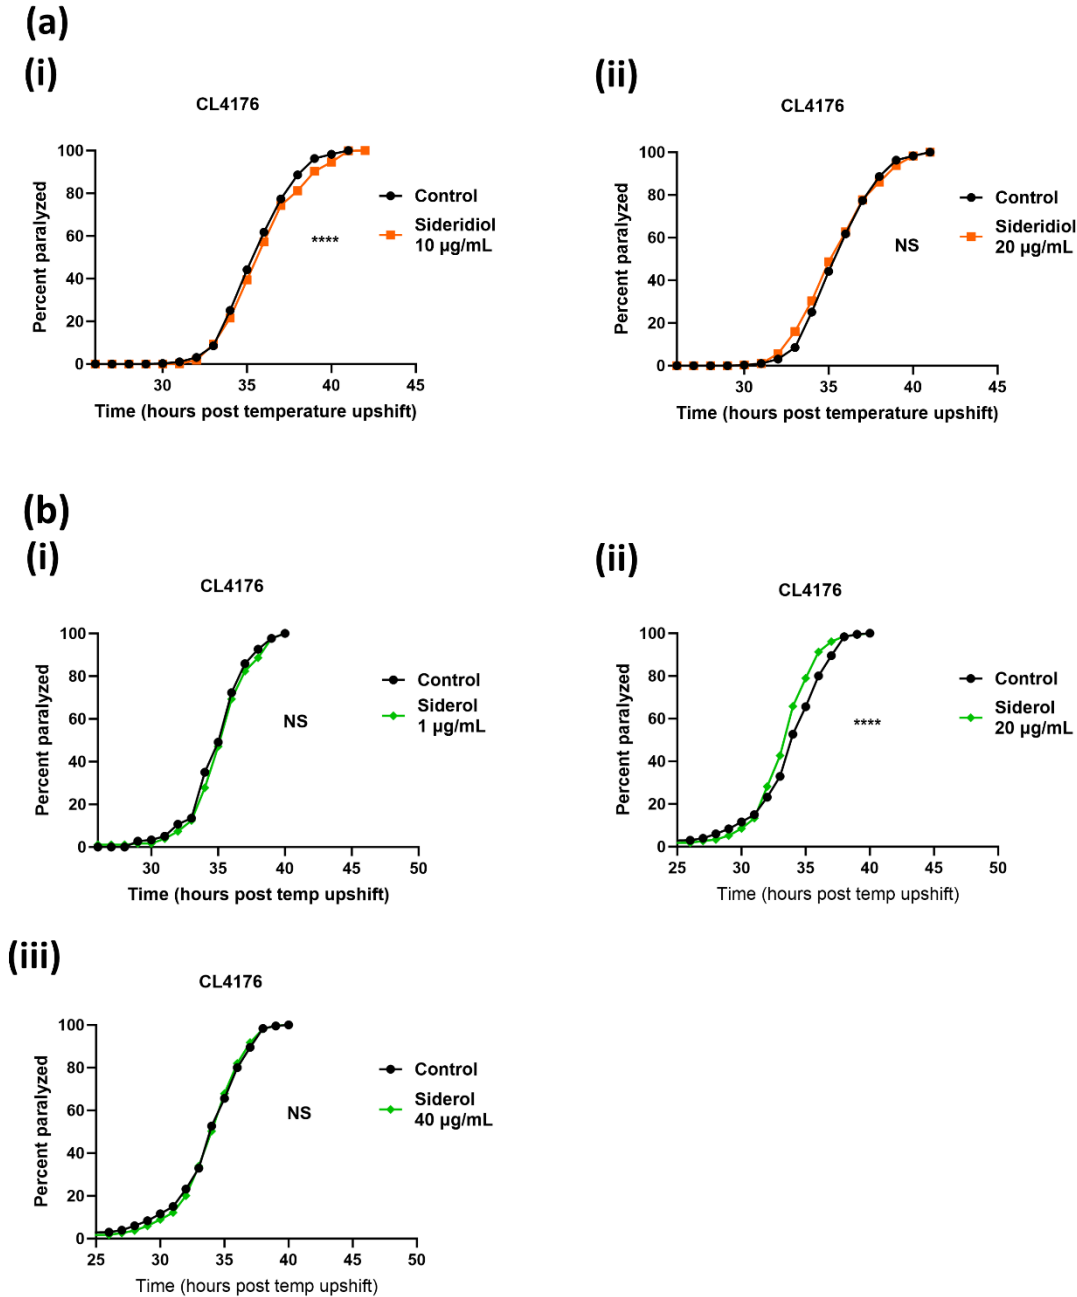 (a)
(i)
CL4176
Percent paralyzed
100
80
60
40
20
0
30
35
40
45
Time (hours post temperature upshift)
Control
Sideridiol
10 µg/mL
****
(ii)
CL4176
Percent paralyzed
100
80
60
40
20
0
30
35
40
45
Time (hours post temperature upshift)
Control
Sideridiol
20 µg/mL
NS
(b)
(i)
CL4176
Percent paralyzed
100
80
60
40
20
0
30
35
40
45
50
Time (hours post temp upshift)
Control
Siderol
1 µg/mL
NS
(ii)
CL4176
Percent paralyzed
100
80
60
40
20
0
25
30
35
40
45
50
Time (hours post temp upshift)
Control
Siderol
20 µg/mL
****
(iii)
CL4176
Percent paralyzed
100
80
60
40
20
0
25
30
35
40
45
50
Time (hours post temp upshift)
Control
Siderol
40 µg/mL
NS